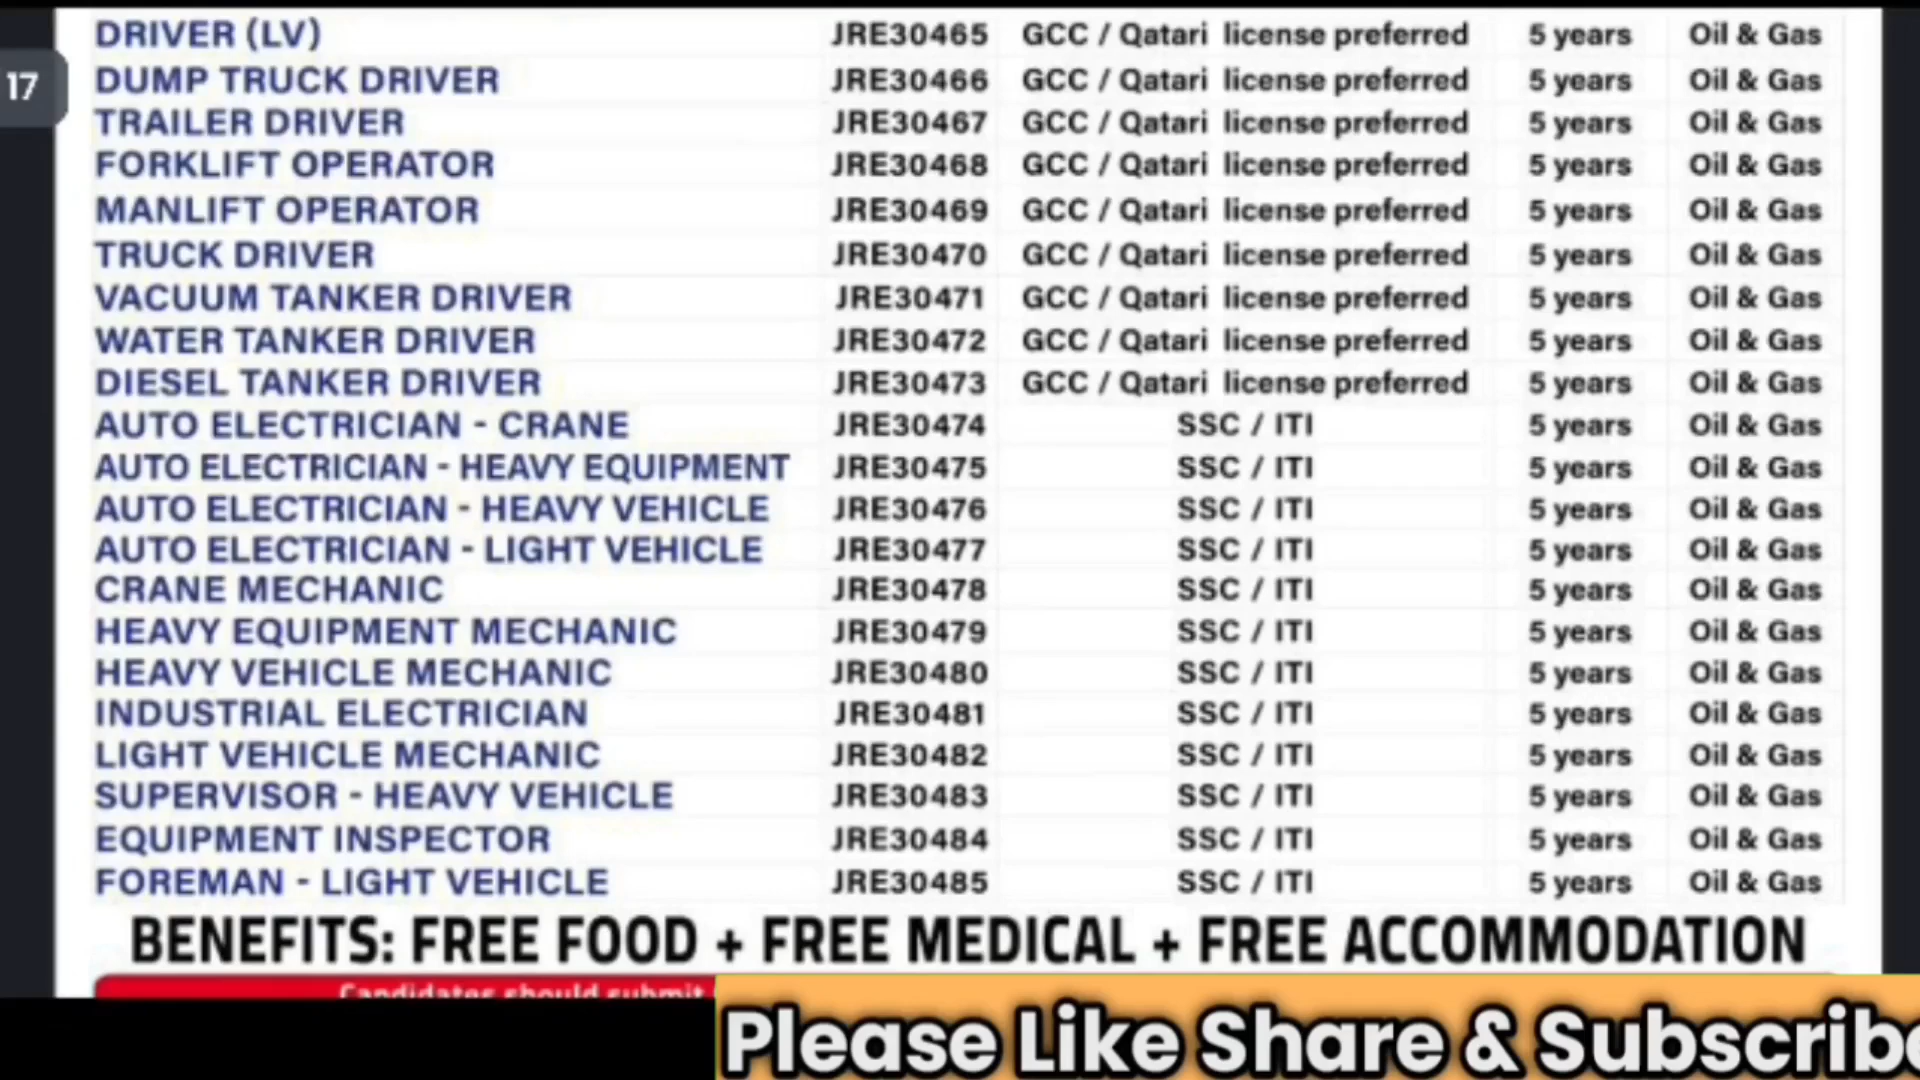 DRIVER (LV) JRE30465 GCC / Qatari license preferred 5 years Oil & Gas
17
DUMP TRUCK DRIVER JRE30466 GCC / Qatari license preferred 5 years Oil & Gas
TRAILER DRIVER JRE30467 GCC / Qatari license preferred 5 years Oil & Gas
FORKLIFT OPERATOR JRE30468 GCC / Qatari license preferred 5 years Oil & Gas
MANLIFT OPERATOR JRE30469 GCC / Qatari license preferred 5 years Oil & Gas
TRUCK DRIVER JRE30470 GCC / Qatari license preferred 5 years Oil & Gas
VACUUM TANKER DRIVER JRE30471 GCC / Qatari license preferred 5 years Oil & Gas
WATER TANKER DRIVER JRE30472 GCC / Qatari license preferred 5 years Oil & Gas
DIESEL TANKER DRIVER JRE30473 GCC / Qatari license preferred 5 years Oil & Gas
AUTO ELECTRICIAN - CRANE JRE30474 SSC / ITI 5 years Oil & Gas
AUTO ELECTRICIAN - HEAVY EQUIPMENT JRE30475 SSC / ITI 5 years Oil & Gas
AUTO ELECTRICIAN - HEAVY VEHICLE JRE30476 SSC / ITI 5 years Oil & Gas
AUTO ELECTRICIAN - LIGHT VEHICLE JRE30477 SSC / ITI 5 years Oil & Gas
CRANE MECHANIC JRE30478 SSC / ITI 5 years Oil & Gas
HEAVY EQUIPMENT MECHANIC JRE30479 SSC / ITI 5 years Oil & Gas
HEAVY VEHICLE MECHANIC JRE30480 SSC / ITI 5 years Oil & Gas
INDUSTRIAL ELECTRICIAN JRE30481 SSC / ITI 5 years Oil & Gas
LIGHT VEHICLE MECHANIC JRE30482 SSC / ITI 5 years Oil & Gas
SUPERVISOR - HEAVY VEHICLE JRE30483 SSC / ITI 5 years Oil & Gas
EQUIPMENT INSPECTOR JRE30484 SSC / ITI 5 years Oil & Gas
FOREMAN - LIGHT VEHICLE JRE30485 SSC / ITI 5 years Oil & Gas
BENEFITS: FREE FOOD + FREE MEDICAL + FREE ACCOMMODATION
Candidates should submit
Please Like Share & Subscribe